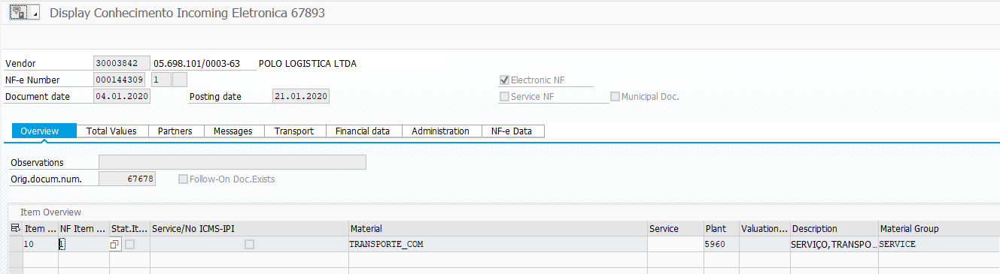 Display Conhecimento Incoming Eletronica 67893
Vendor 30003842 05.698.101/0003-63 POLO LOGISTICA LTDA
NF-e Number 000144309 1 Electronic NF
Document date 04.01.2020 Posting date 21.01.2020 Service NF Municipal Doc.
Overview Total Values Partners Messages Transport Financial data Administration NF-e Data
Observations
Orig.docum.num. 67678 Follow-On Doc.Exists
Item Overview
Item ... NF Item ... Stat.It... Service/No ICMS-IPI Material Service Plant Valuation... Description Material Group
10 1 TRANSPORTE_COM 5960 SERVIÇO,TRANSPO... SERVICE